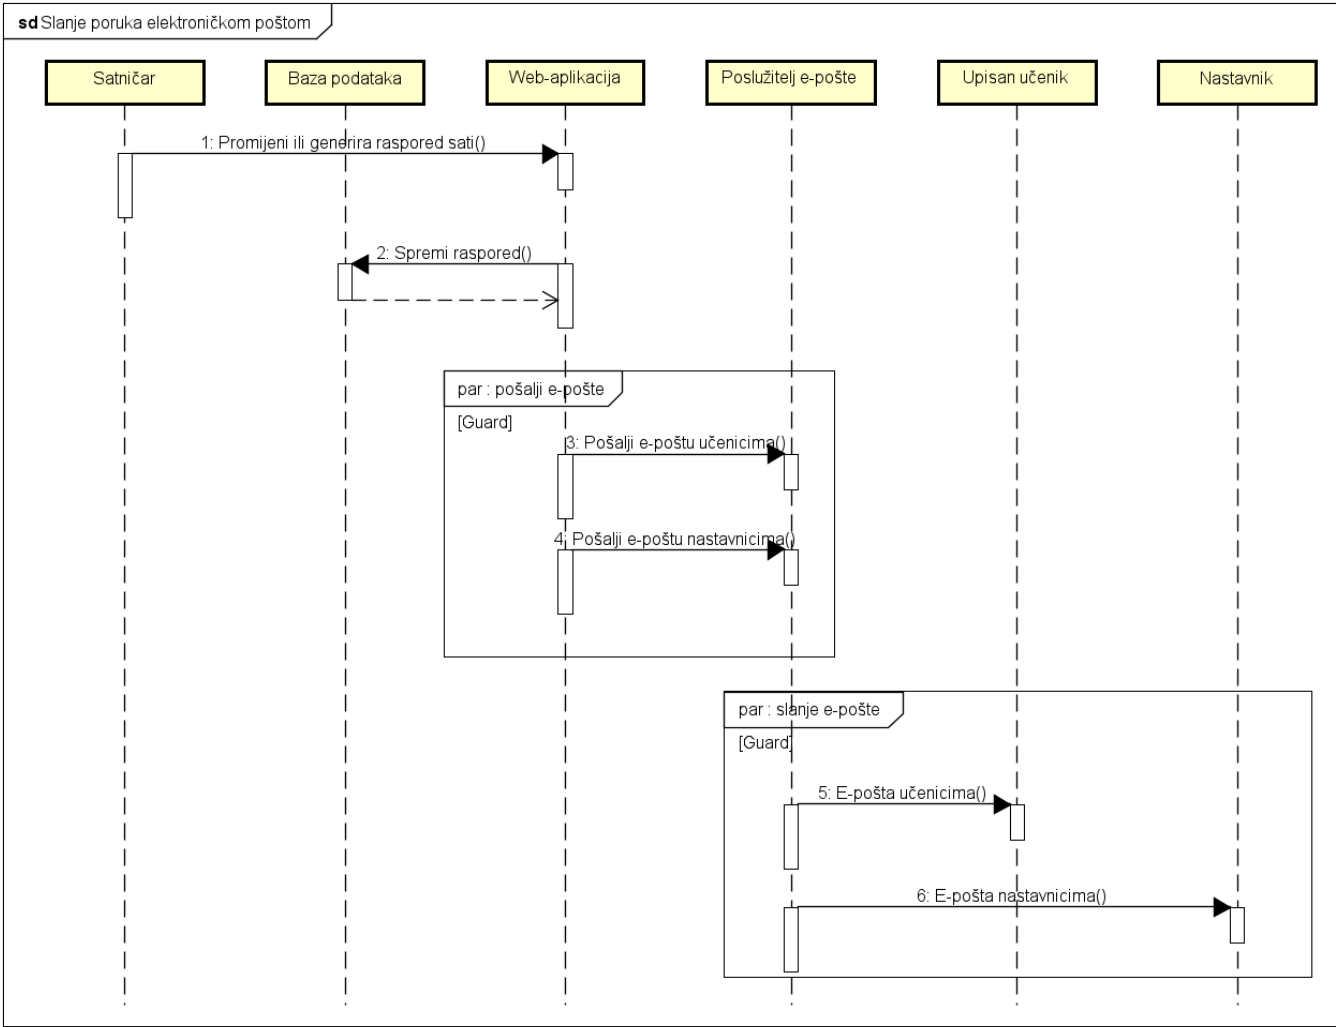 sd Slanje poruka elektroničkom poštom
Satničar
Baza podataka
Web-aplikacija
Poslužitelj e-pošte
Upisan učenik
Nastavnik
1: Promijeni ili generira raspored sati()
2: Spremi raspored()
par : pošalji e-pošte
[Guard]
3: Pošalji e-poštu učenicima()
4: Pošalji e-poštu nastavnicima()
par : slanje e-pošte
[Guard]
5: E-pošta učenicima()
6: E-pošta nastavnicima()